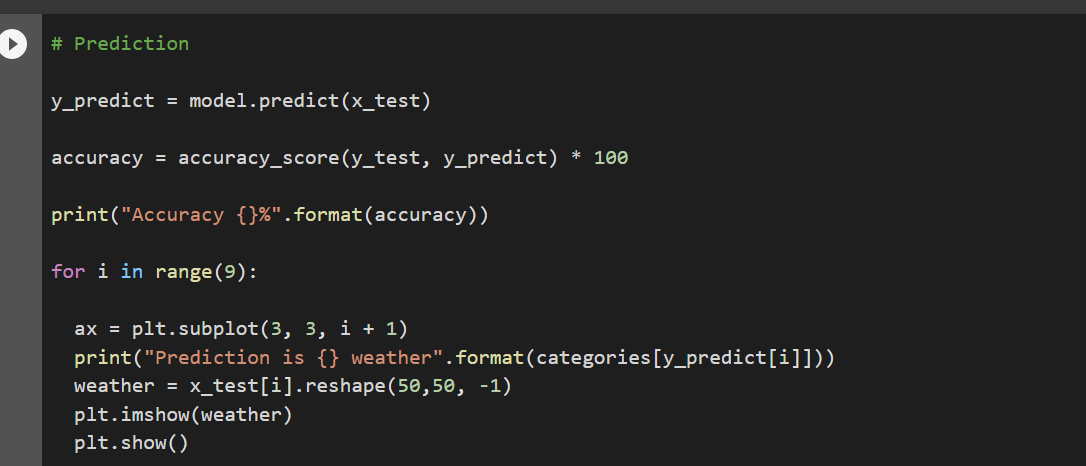 # Prediction
y_predict = model.predict(x_test)
accuracy = accuracy_score(y_test, y_predict) * 100
print("Accuracy {}%".format(accuracy))
for i in range(9):
  ax = plt.subplot(3, 3, i + 1)
  print("Prediction is {} weather".format(categories[y_predict[i]]))
  weather = x_test[i].reshape(50,50, -1)
  plt.imshow(weather)
  plt.show()